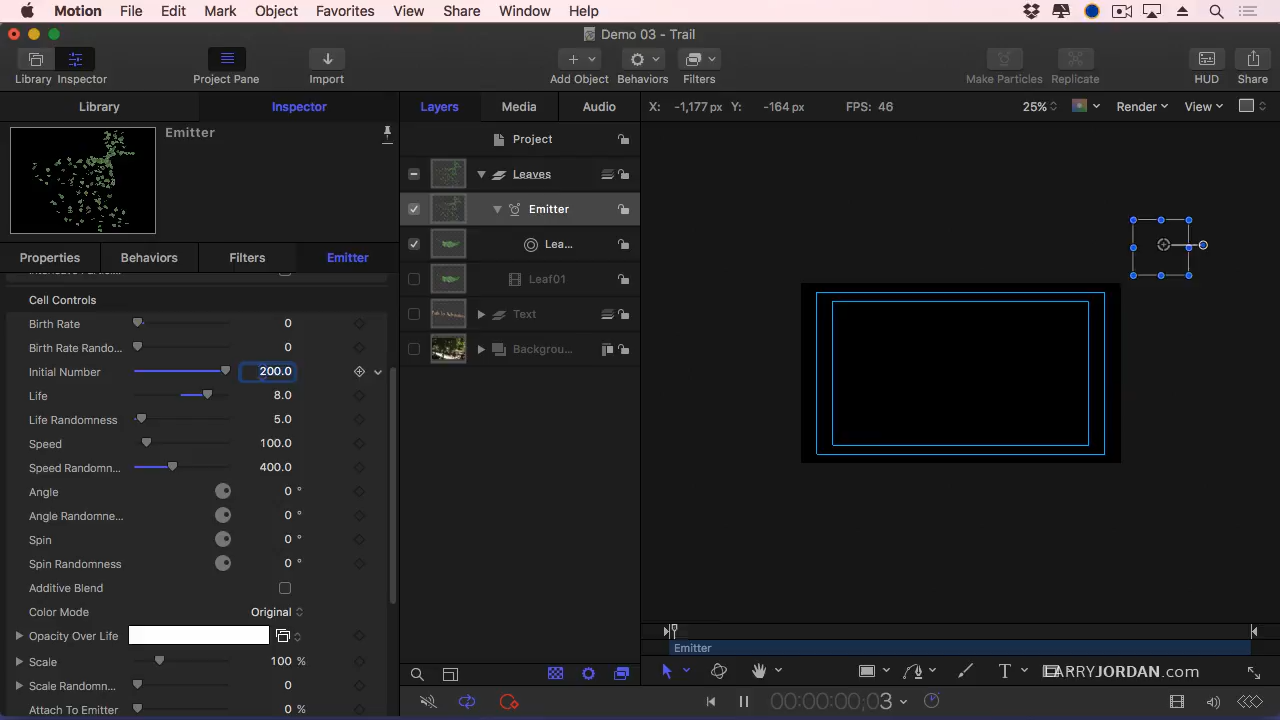 Motion File Edit Mark Object Favorites View Share Window Help
Demo 03 - Trail
Library Inspector Project Pane Import Add Object Behaviors Filters Make Particles Replicate HUD Share
Library Inspector Layers Media Audio X: -1,177 px Y: -164 px FPS: 46 25% Render View
Emitter
Project
Leaves
Emitter
Lea...
Leaf01
Text
Backgrou...
Properties Behaviors Filters Emitter
Cell Controls
Birth Rate 0
Birth Rate Rando... 0
Initial Number 200.0
Life 8.0
Life Randomness 5.0
Speed 100.0
Speed Randomn... 400.0
Angle 0 °
Angle Randomne... 0 °
Spin 0 °
Spin Randomness 0 °
Additive Blend
Color Mode Original
Opacity Over Life
Scale 100 %
Scale Randomn... 0
Attach To Emitter 0 %
Emitter
T
LARRYJORDAN.com
00:00:00;03